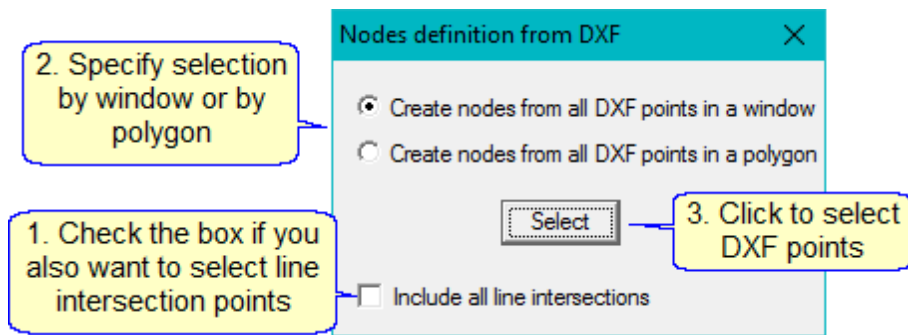 Nodes definition from DXF
2. Specify selection
by window or by
polygon
Create nodes from all DXF points in a window
Create nodes from all DXF points in a polygon
Select
3. Click to select
DXF points
1. Check the box if you
also want to select line
intersection points
Include all line intersections